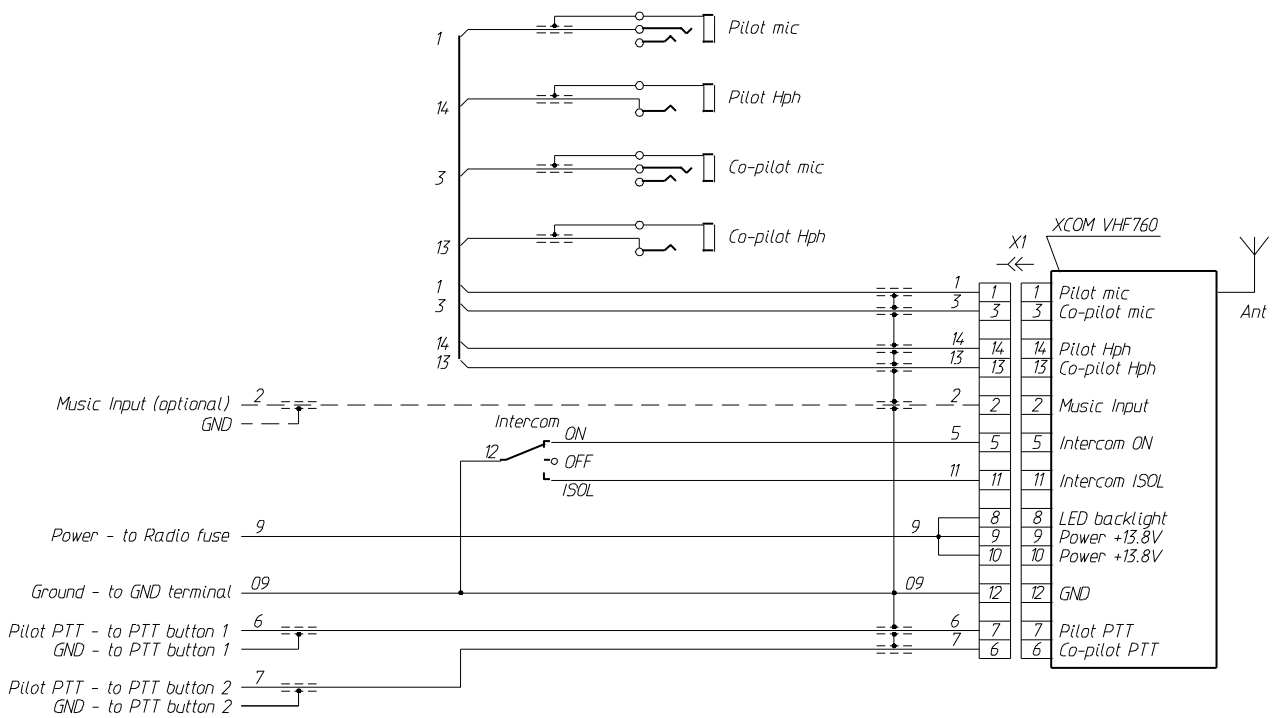 1 Pilot mic
14 Pilot Hph
3 Co-pilot mic
13 Co-pilot Hph
XCOM VHF760
X1
Ant
1 1 1 1 Pilot mic
3 3 3 3 Co-pilot mic
14 14 14 14 Pilot Hph
13 13 13 13 Co-pilot Hph
Music Input (optional) 2 2 2 2 Music Input
GND
Intercom
ON 5 5 5 Intercom ON
12 OFF
ISOL 11 11 11 Intercom ISOL
8 8 LED backlight
Power - to Radio fuse 9 9 9 9 Power +13.8V
10 10 Power +13.8V
Ground - to GND terminal 09 09 12 12 GND
Pilot PTT - to PTT button 1 6 6 7 7 Pilot PTT
GND - to PTT button 1 7 6 6 Co-pilot PTT
Pilot PTT - to PTT button 2 7
GND - to PTT button 2